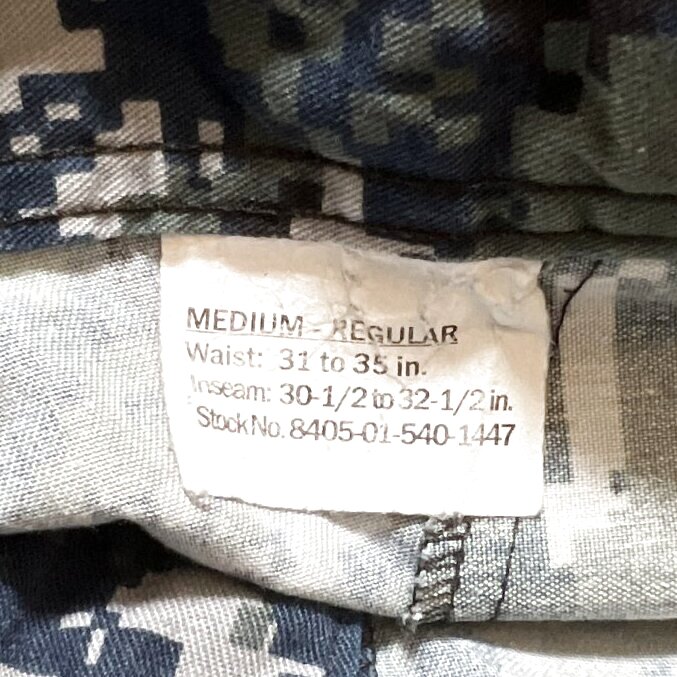 MEDIUM - REGULAR
Waist: 31 to 35 in.
Inseam: 30-1/2 to 32-1/2 in.
Stock No. 8405-01-540-1447